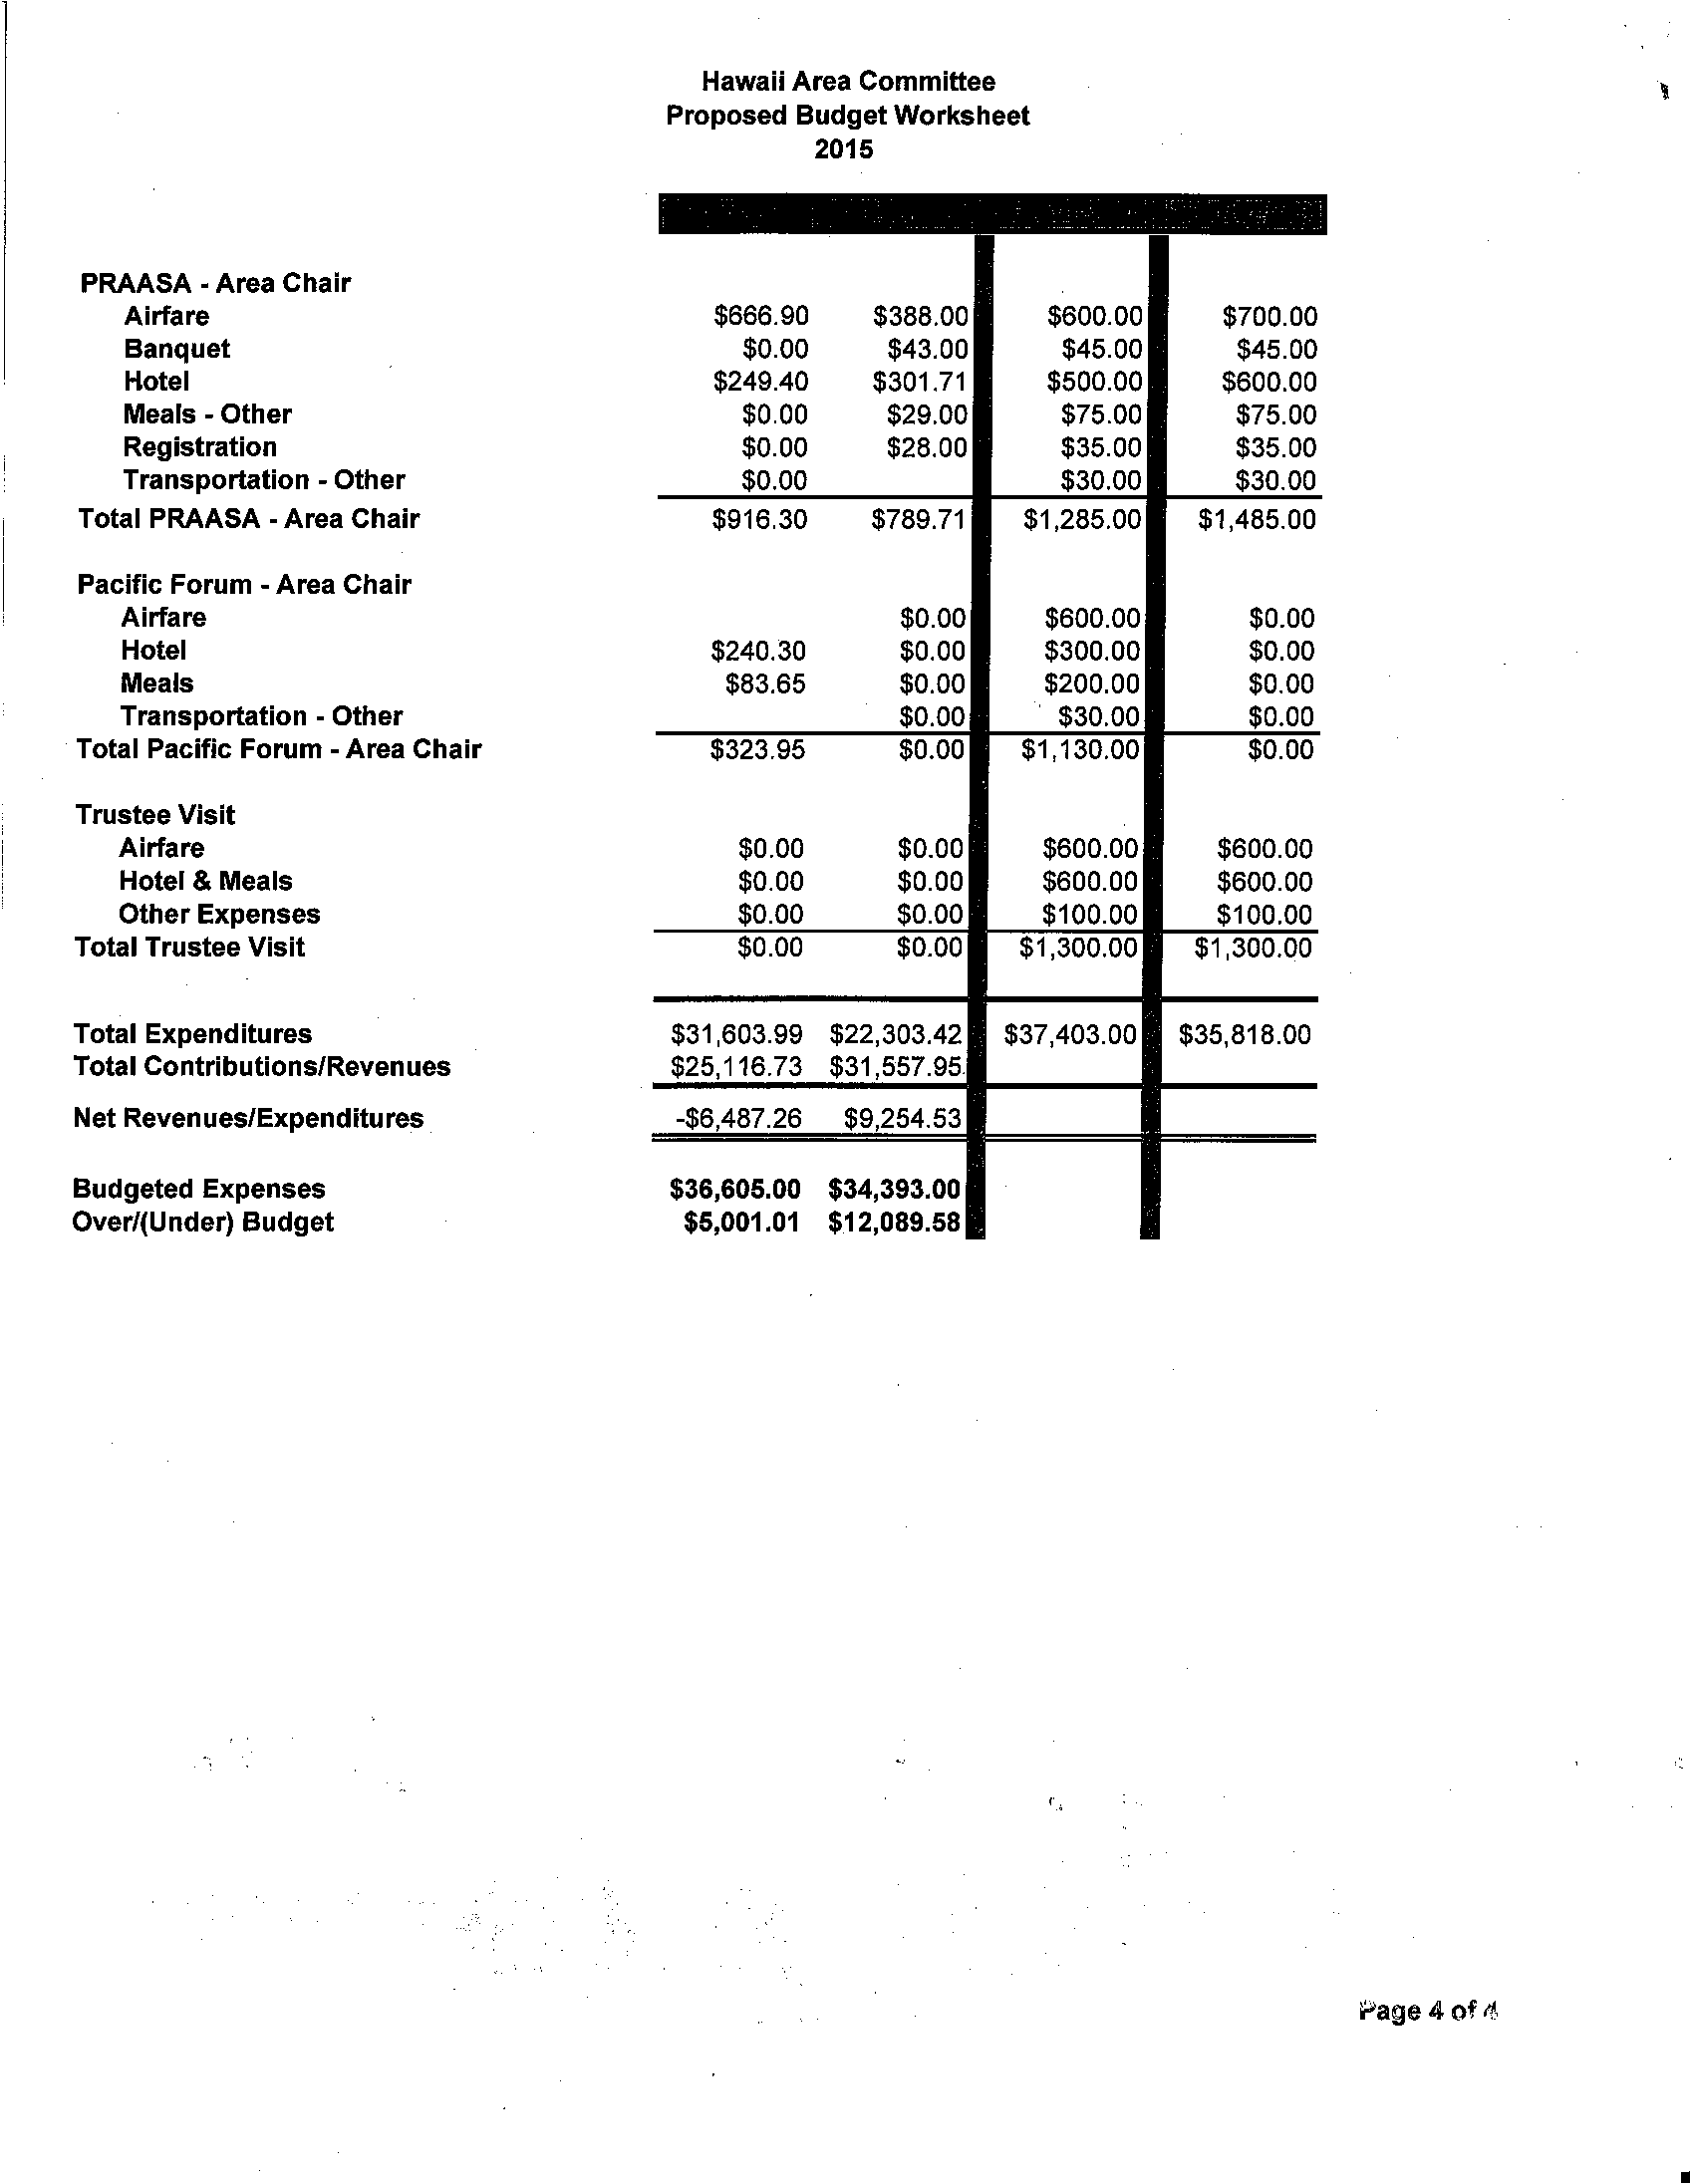 Hawaii Area Committee
Proposed Budget Worksheet
2015
PRAASA - Area Chair
Airfare $666.90 $388.00 $600.00 $700.00
Banquet $0.00 $43.00 $45.00 $45.00
Hotel $249.40 $301.71 $500.00 $600.00
Meals - Other $0.00 $29.00 $75.00 $75.00
Registration $0.00 $28.00 $35.00 $35.00
Transportation - Other $0.00 $30.00 $30.00
Total PRAASA - Area Chair $916.30 $789.71 $1,285.00 $1,485.00
Pacific Forum - Area Chair
Airfare $0.00 $600.00 $0.00
Hotel $240.30 $0.00 $300.00 $0.00
Meals $83.65 $0.00 $200.00 $0.00
Transportation - Other $0.00 $30.00 $0.00
Total Pacific Forum - Area Chair $323.95 $0.00 $1,130.00 $0.00
Trustee Visit
Airfare $0.00 $0.00 $600.00 $600.00
Hotel & Meals $0.00 $0.00 $600.00 $600.00
Other Expenses $0.00 $0.00 $100.00 $100.00
Total Trustee Visit $0.00 $0.00 $1,300.00 $1,300.00
Total Expenditures $31,603.99 $22,303.42 $37,403.00 $35,818.00
Total Contributions/Revenues $25,116.73 $31,557.95
Net Revenues/Expenditures -$6,487.26 $9,254.53
Budgeted Expenses $36,605.00 $34,393.00
Over/(Under) Budget $5,001.01 $12,089.58
Page 4 of 4